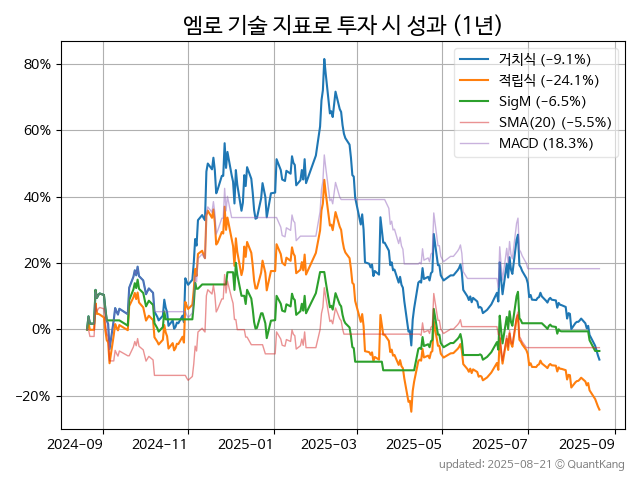 엠로 기술 지표로 투자 시 성과 (1년)
거치식 (−9.1%)
적립식 (−24.1%)
SigM (−6.5%)
SMA(20) (−5.5%)
MACD (18.3%)
80%
60%
40%
20%
0%
−20%
2024-09 2024-11 2025-01 2025-03 2025-05 2025-07 2025-09
updated: 2025-08-21 © QuantKang